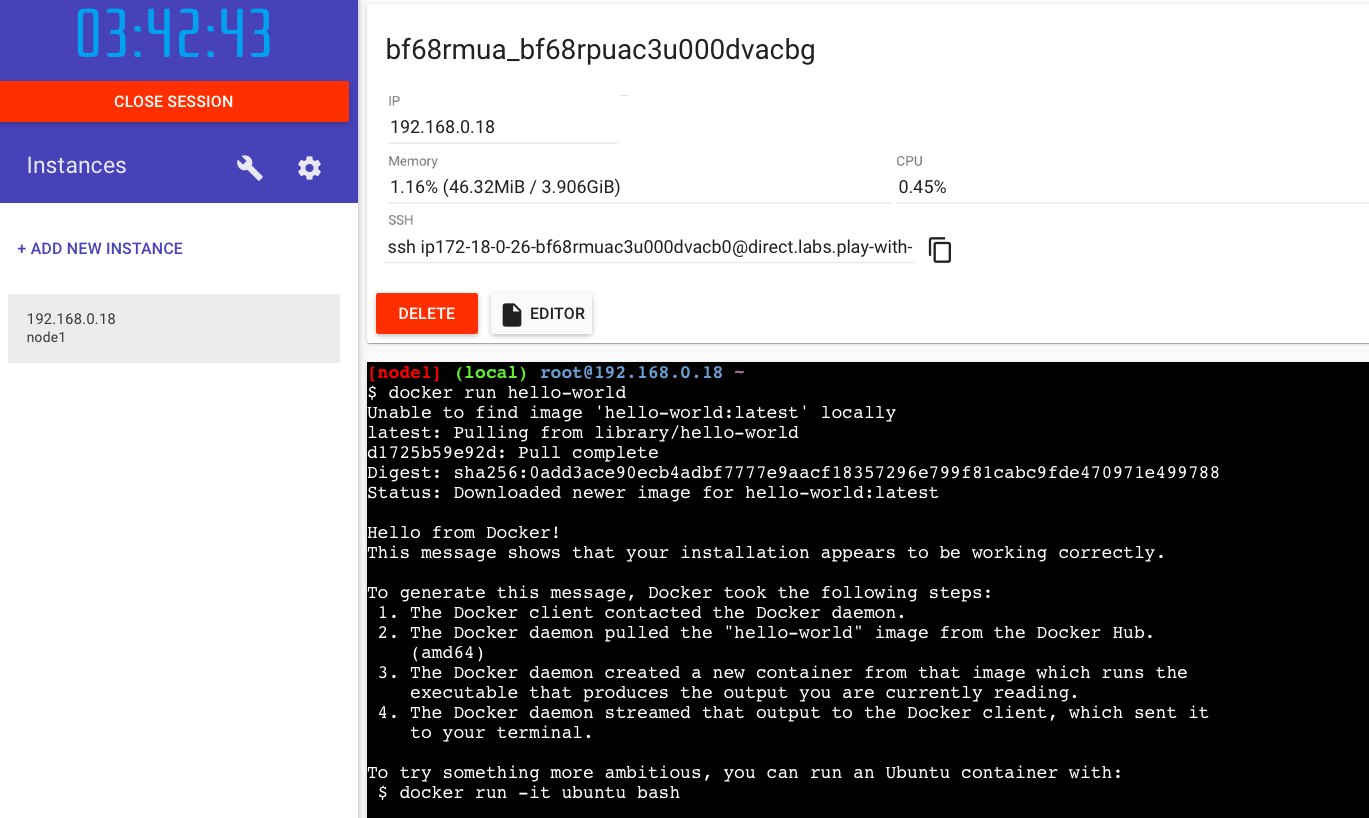 03:42:43
CLOSE SESSION
Instances
+ ADD NEW INSTANCE
192.168.0.18
node1
bf68rmua_bf68rpuac3u000dvacbg
IP
192.168.0.18
Memory
1.16% (46.32MiB / 3.906GiB)
CPU
0.45%
SSH
ssh ip172-18-0-26-bf68rmuac3u000dvacb0@direct.labs.play-with-
DELETE
EDITOR
[node1] (local) root@192.168.0.18 ~
$ docker run hello-world
Unable to find image 'hello-world:latest' locally
latest: Pulling from library/hello-world
d1725b59e92d: Pull complete
Digest: sha256:0add3ace90ecb4adbf7777e9aacf18357296e799f81cabc9fde470971e499788
Status: Downloaded newer image for hello-world:latest
Hello from Docker!
This message shows that your installation appears to be working correctly.
To generate this message, Docker took the following steps:
1. The Docker client contacted the Docker daemon.
2. The Docker daemon pulled the "hello-world" image from the Docker Hub.
(amd64)
3. The Docker daemon created a new container from that image which runs the
executable that produces the output you are currently reading.
4. The Docker daemon streamed that output to the Docker client, which sent it
to your terminal.
To try something more ambitious, you can run an Ubuntu container with:
$ docker run -it ubuntu bash